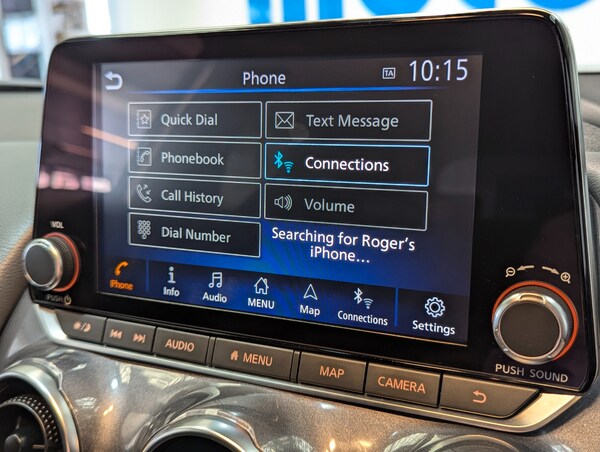 Phone
TA
10:15
Quick Dial
Text Message
Phonebook
Connections
Call History
Volume
Dial Number
Searching for Roger's
iPhone...
Phone
Info
Audio
MENU
Map
Connections
Settings
VOL
PUSH
PUSH SOUND
AUDIO
MENU
MAP
CAMERA